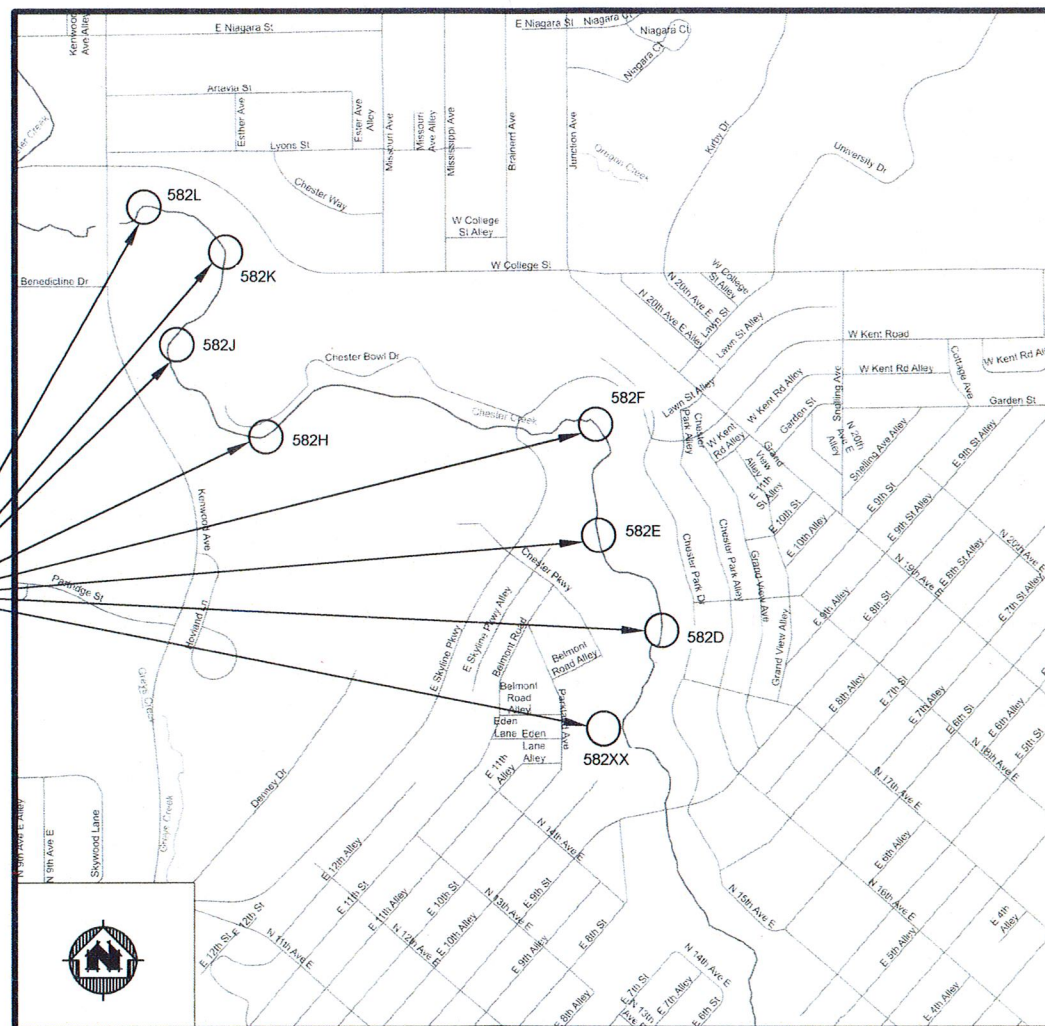 E Niagara St
E Niagara St
Niagara Ct
Niagara Ct
Niagara Ct
Kenwood
Ave Alley
Artavia St
Esther Ave
Ester Ave
Alley
Missouri Ave
Missouri
Ave Alley
Mississippi Ave
Brainerd Ave
Junction Ave
Lyons St
Oregon Creek
Kirby Dr
University Dr
Chester Way
582L
W College
St Alley
582K
W College St
Benedictine Dr
W College
St Alley
N 20th Ave E
N 20th Ave E Alley
Lawn St
Lawn St Alley
W Kent Road
582J
Chester Bowl Dr
W Kent Rd Alley
Cottage Ave
Snelling Ave
Garden St
582F
Chester Creek
Lawn St Alley
W Kent Rd Alley
Garden St
Chester
Park Alley
W Kent
Rd Alley
582H
N 20th
Ave E
Alley
Snelling Ave Alley
E 9th St Alley
Grand
View
Alley
E 11th
St Alley
E 10th St
E 10th Alley
E 9th St
E 9th St Alley
Kenwood Ave
582E
Chester Pkwy
Chester Park Dr
Chester Park Alley
Grand View Ave
N 19th Ave E
E 8th St Alley
N 20th Ave E
E 7th St Alley
Partridge St
Hovland Ln
E Skyline Pkwy
E Skyline Pkwy Alley
Belmont Road
Belmont
Road Alley
582D
Grand View Alley
E 9th Alley
E 8th St
Belmont
Road
Alley
Eden
Lane
Eden
Lane
Alley
Parkland Ave
582XX
E 8th Alley
E 7th St
E 7th Alley
E 6th St
E 6th Alley
E 5th St
N 18th Ave E
E 11th
Alley
Denney Dr
N 17th Ave E
Grays Creek
N 9th Ave E Alley
N 9th Ave E
Skywood Lane
N 14th Ave E
E 12th Alley
E 11th St
E 11th Alley
E 10th St
E 10th Alley
N 13th Ave E
E 9th St
E 9th Alley
E 8th St
N 12th Ave E
E 12th St
E 12th St
N 11th Ave E
N 15th Ave E
N 16th Ave E
E 6th Alley
E 5th Alley
E 4th
Alley
E 4th Alley
N
E 8th Alley
E 7th St
N 13th
Ave E
E 7th Alley
N 14th Ave E
E 6th St